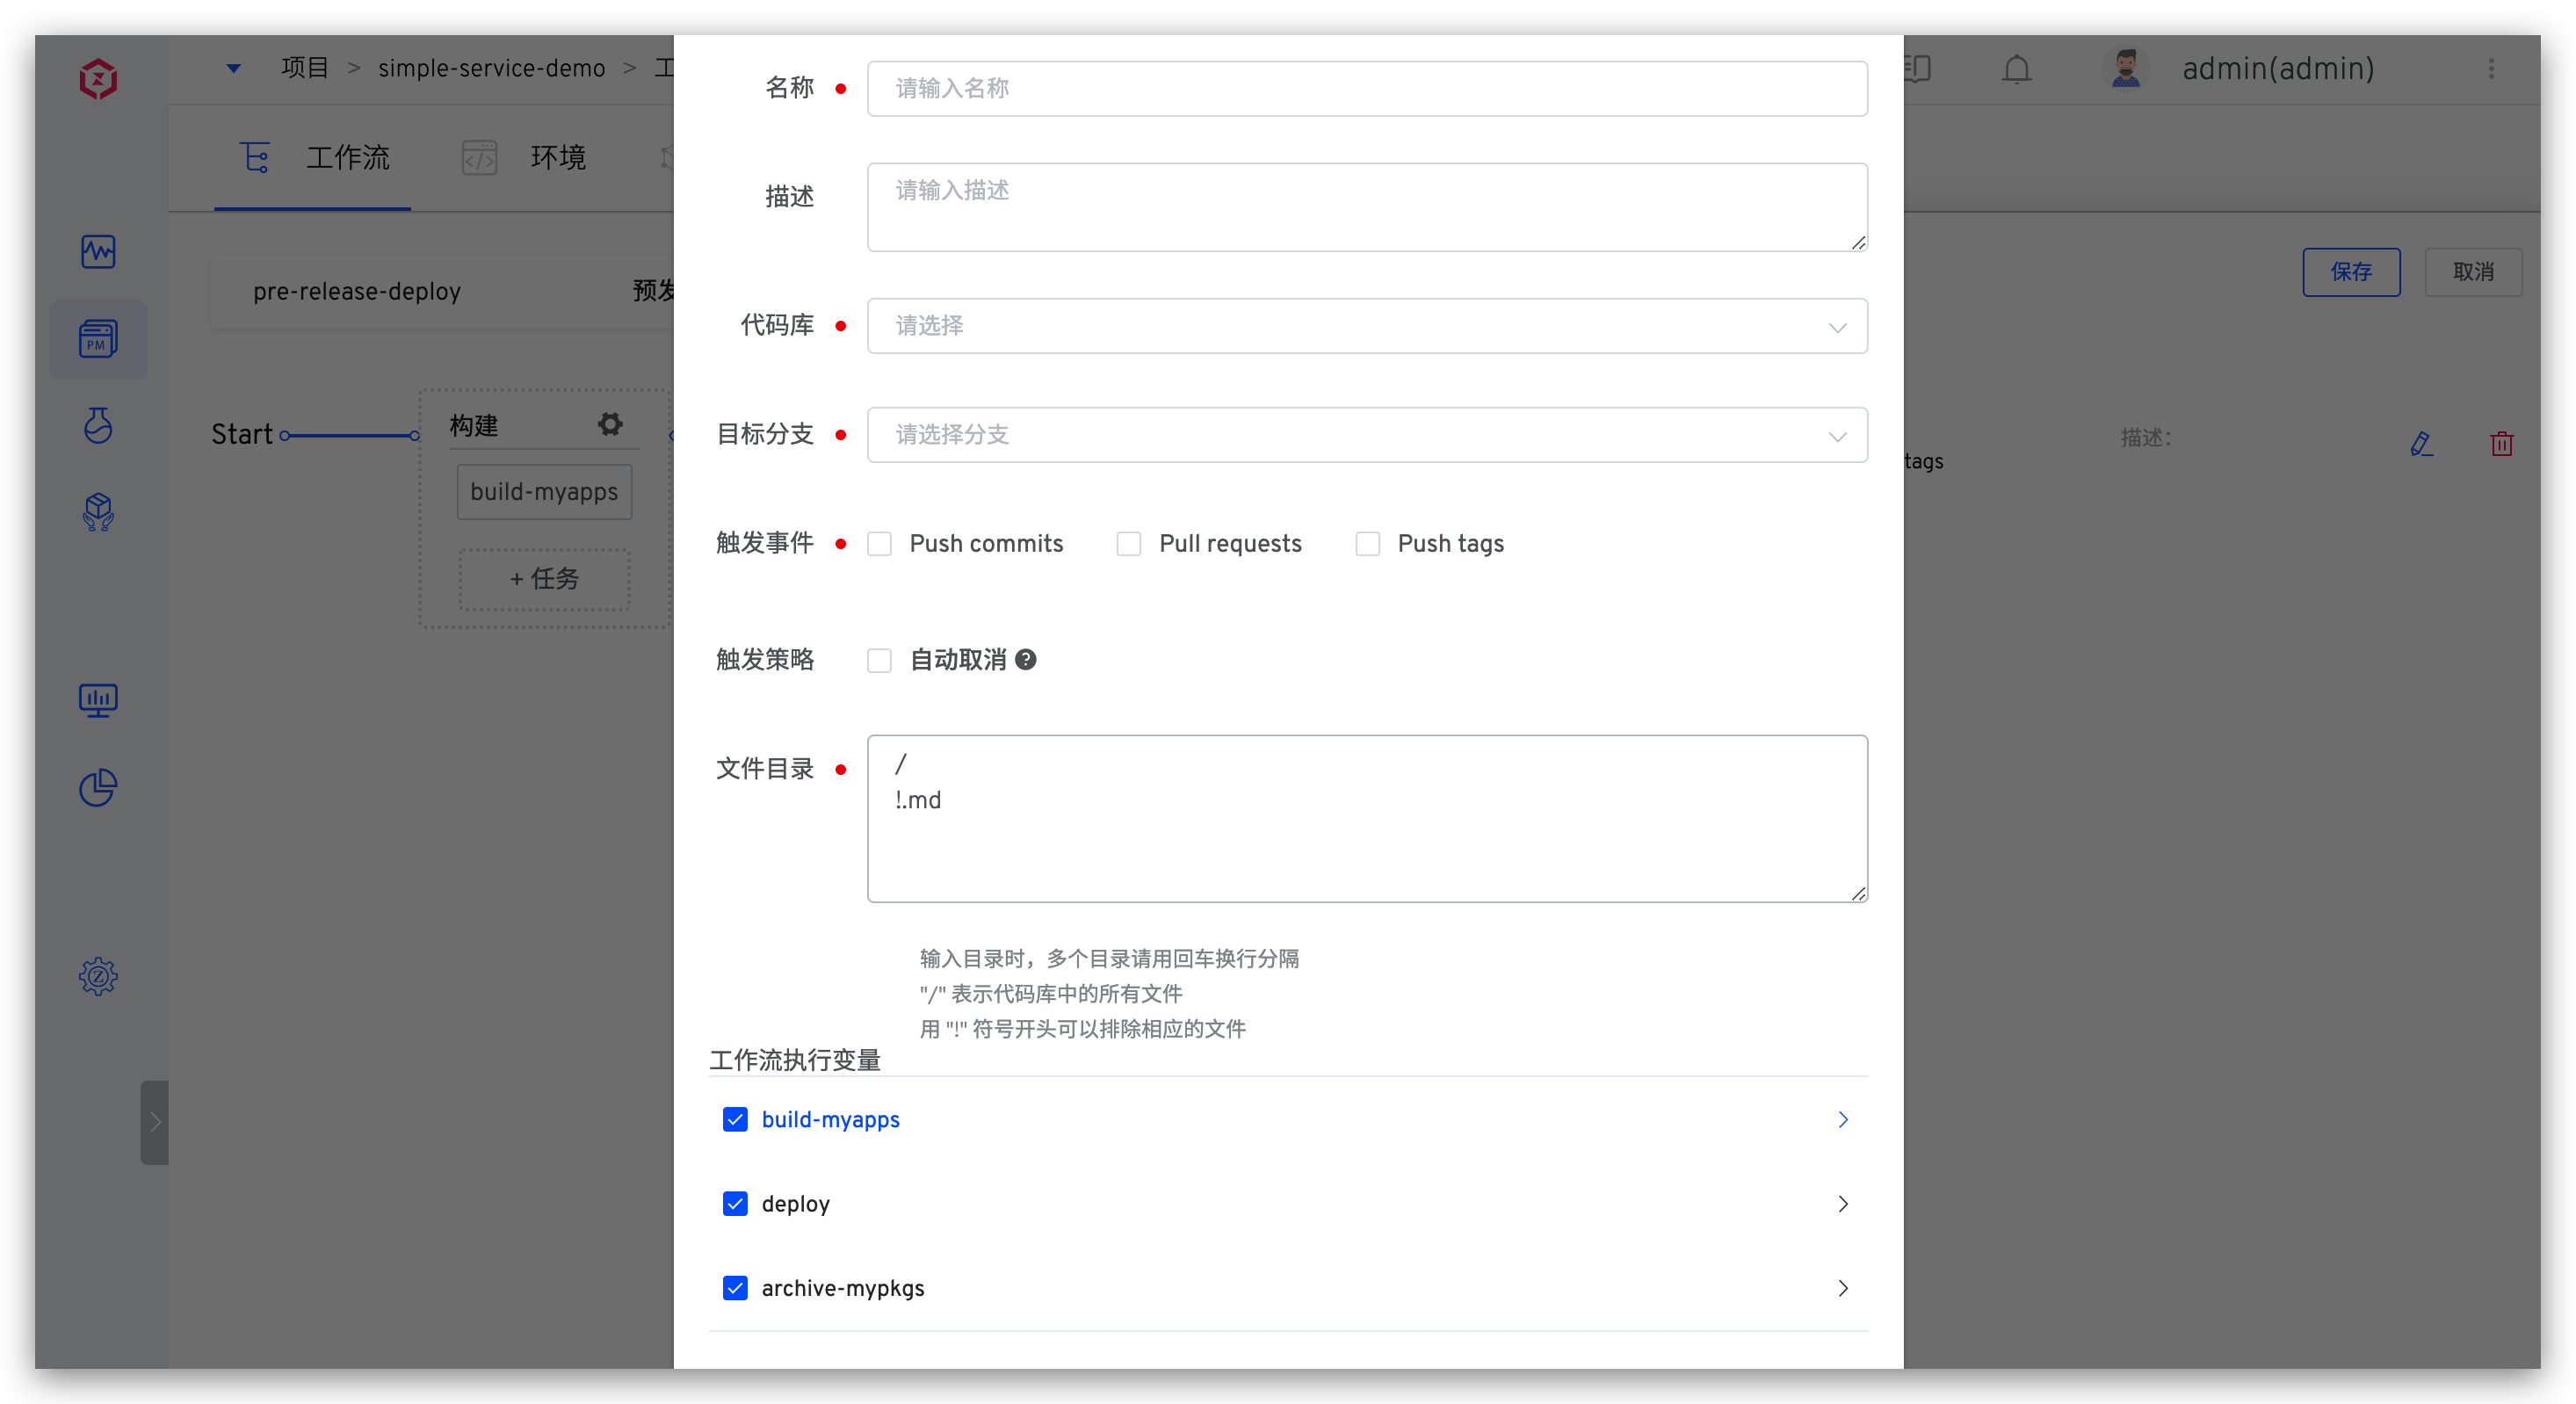 项目 > simple-service-demo > 工
admin(admin)
工作流
环境
pre-release-deploy
预发
保存
取消
Start
构建
build-myapps
+ 任务
PM
描述：
tags
名称
请输入名称
描述
请输入描述
代码库
请选择
目标分支
请选择分支
触发事件
Push commits
Pull requests
Push tags
触发策略
自动取消
文件目录
/
!.md
输入目录时，多个目录请用回车换行分隔
"/" 表示代码库中的所有文件
用 "!" 符号开头可以排除相应的文件
工作流执行变量
build-myapps
deploy
archive-mypkgs